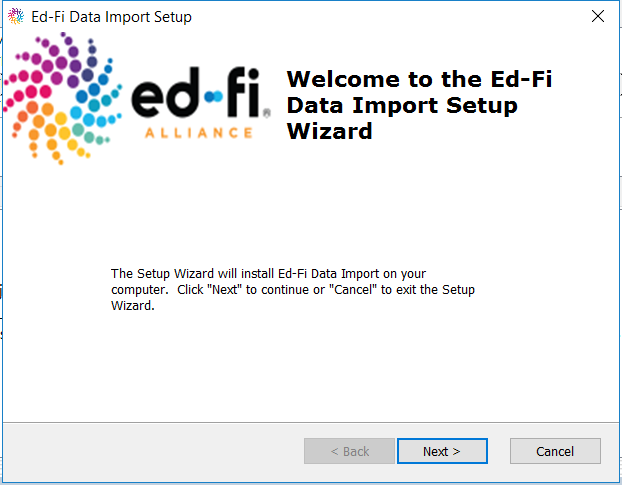 Ed-Fi Data Import Setup
ed-fi®
ALLIANCE
Welcome to the Ed-Fi
Data Import Setup
Wizard
The Setup Wizard will install Ed-Fi Data Import on your
computer.  Click "Next" to continue or "Cancel" to exit the Setup
Wizard.
< Back
Next >
Cancel